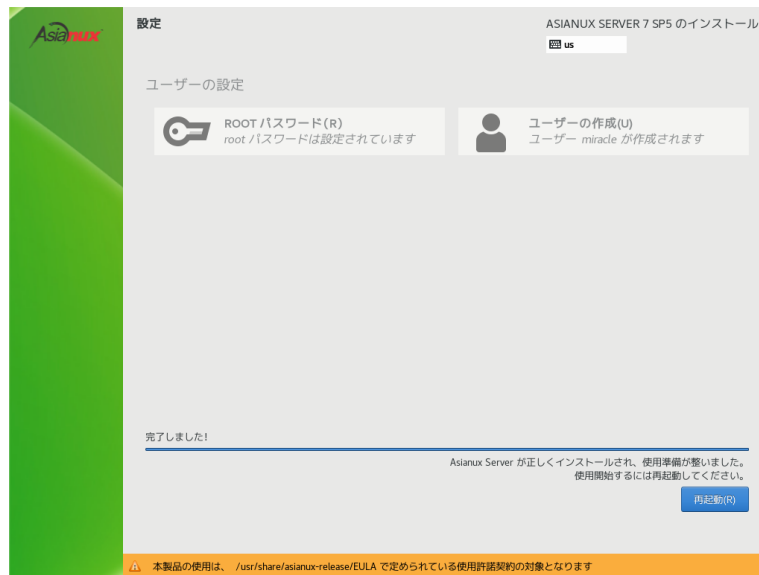 Asianux
設定
ASIANUX SERVER 7 SP5 のインストール
us
ユーザーの設定
ROOT パスワード(R)
root パスワードは設定されています
ユーザーの作成(U)
ユーザー miracle が作成されます
完了しました!
Asianux Server が正しくインストールされ、使用準備が整いました。
使用開始するには再起動してください。
再起動(R)
本製品の使用は、 /usr/share/asianux-release/EULA で定められている使用許諾契約の対象となります